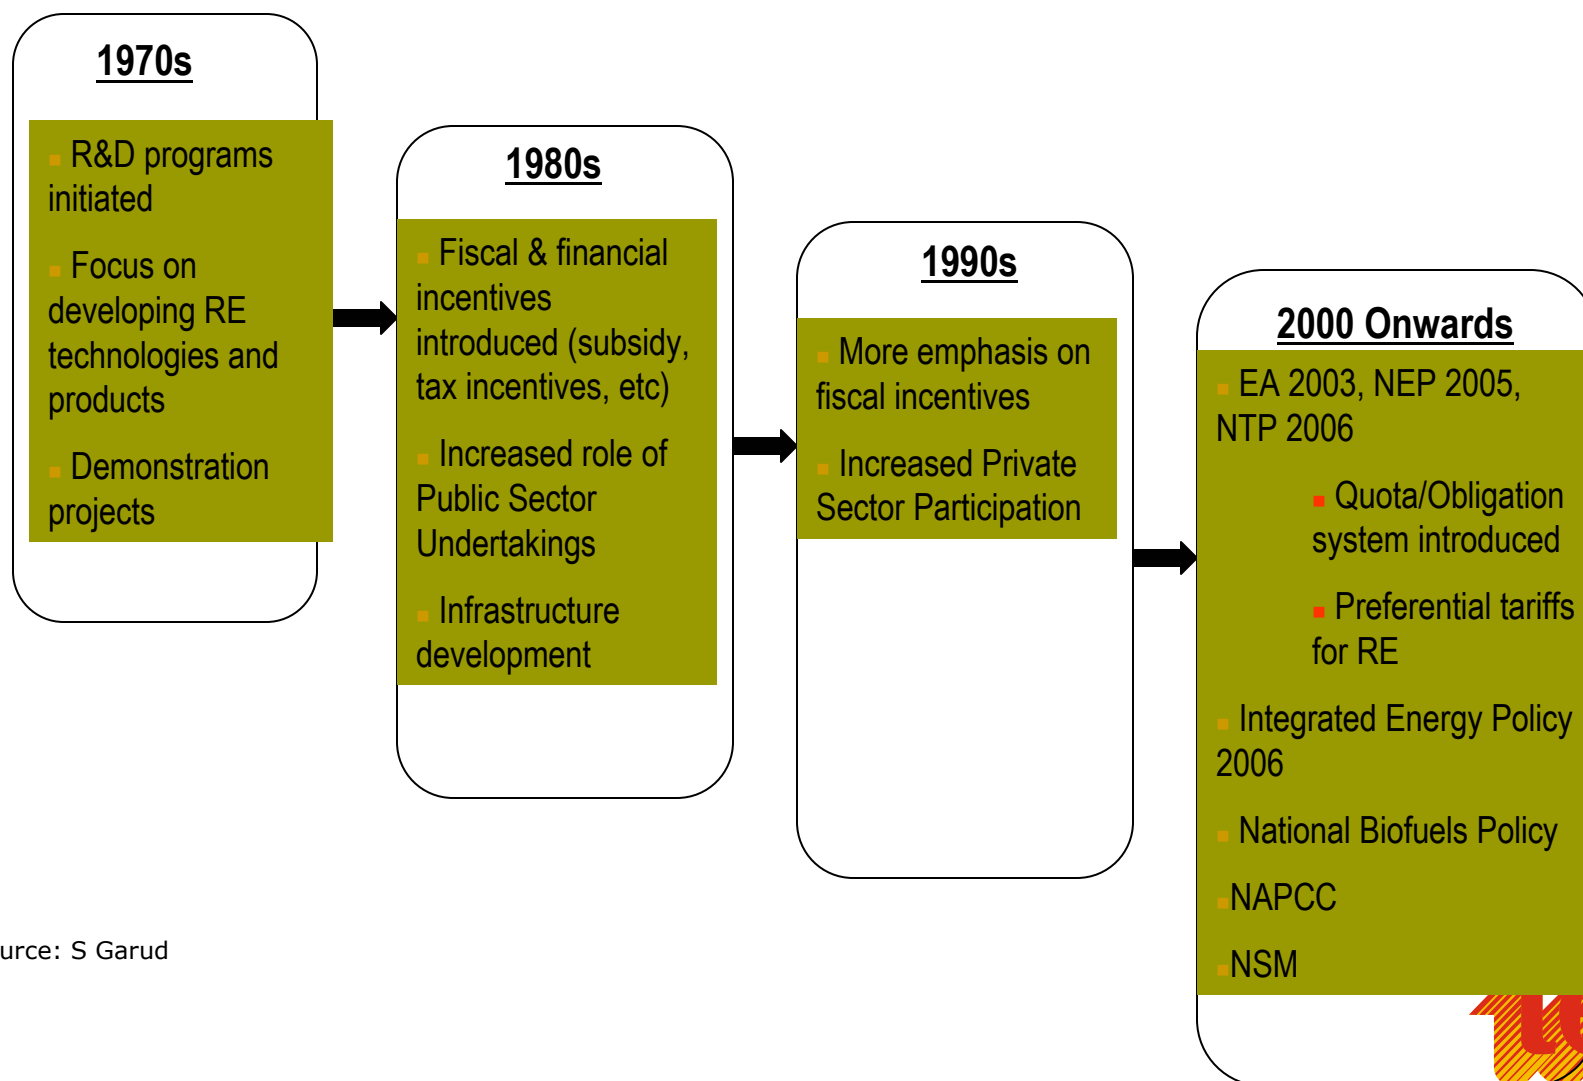 1970s
▪ R&D programs
initiated
▪ Focus on
developing RE
technologies and
products
▪ Demonstration
projects
1980s
▪ Fiscal & financial
incentives
introduced (subsidy,
tax incentives, etc)
▪ Increased role of
Public Sector
Undertakings
▪ Infrastructure
development
1990s
▪ More emphasis on
fiscal incentives
▪ Increased Private
Sector Participation
2000 Onwards
▪ EA 2003, NEP 2005,
NTP 2006
▪ Quota/Obligation
system introduced
▪ Preferential tariffs
for RE
▪ Integrated Energy Policy
2006
▪ National Biofuels Policy
▪NAPCC
▪NSM
urce: S Garud